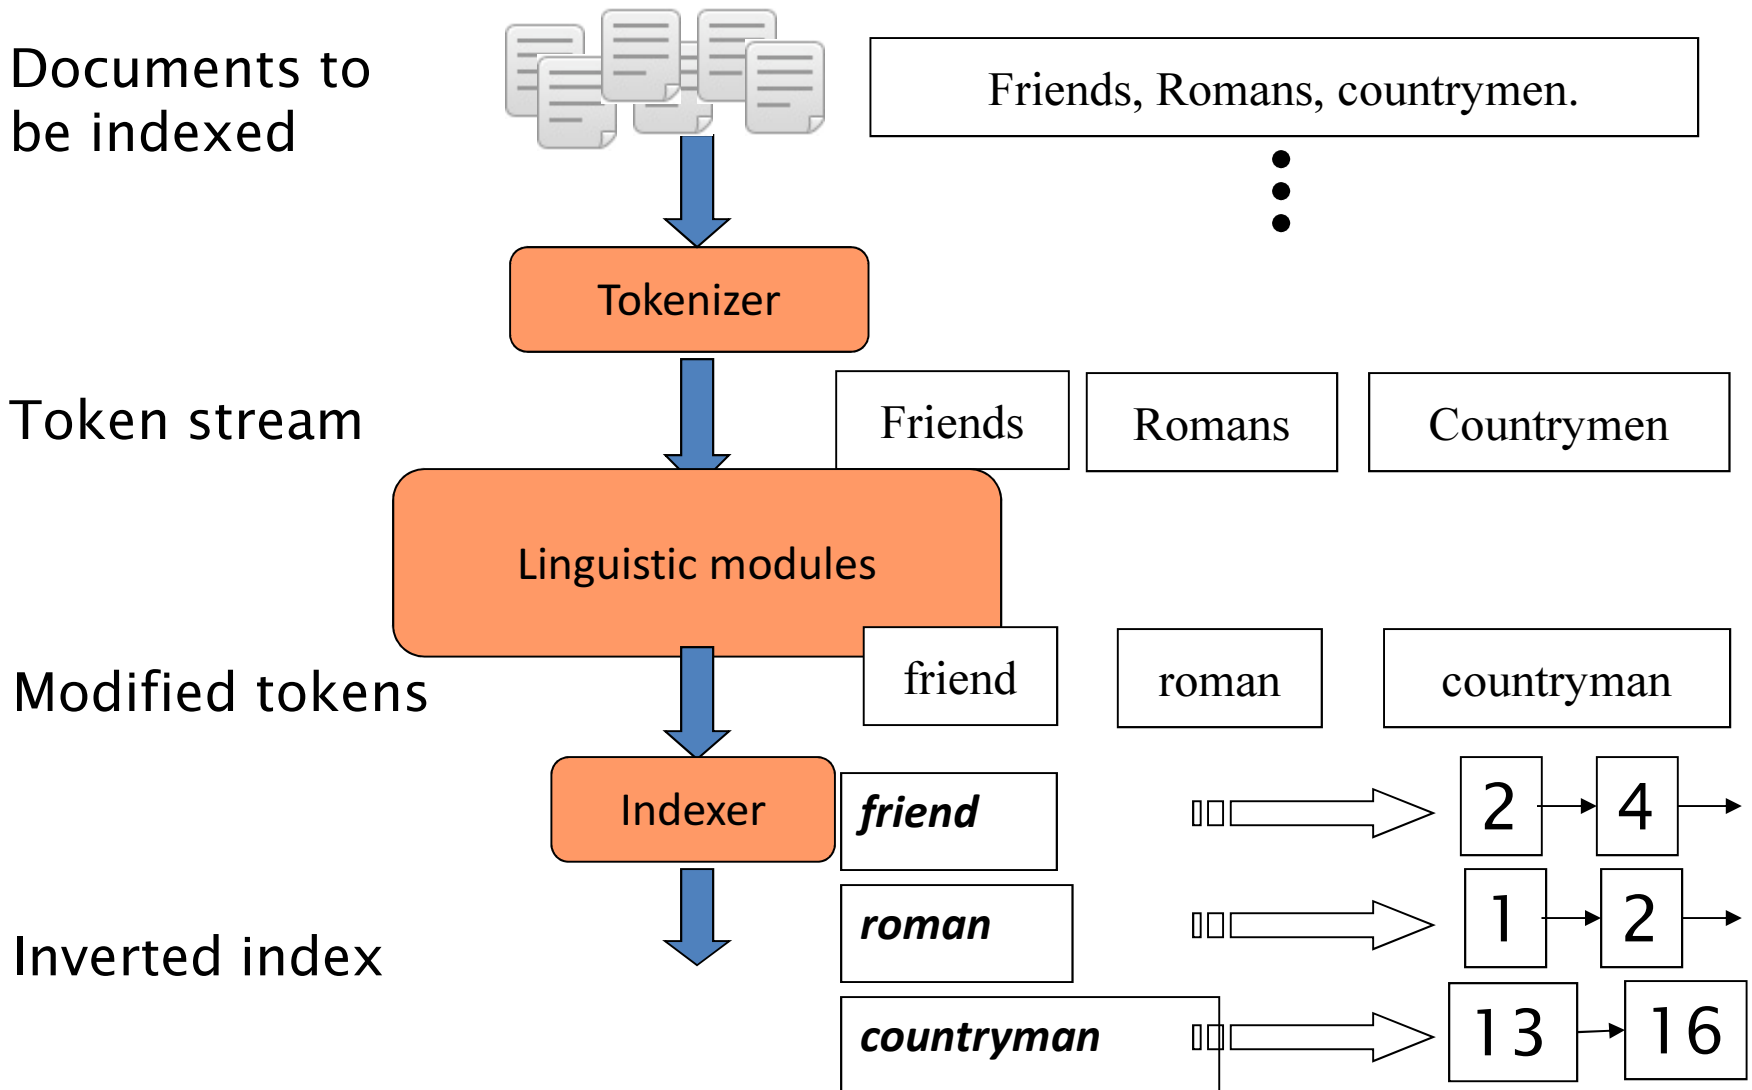 Documents to
be indexed
Friends, Romans, countrymen.
Tokenizer
Token stream
Friends
Romans
Countrymen
Linguistic modules
Modified tokens
friend
roman
countryman
Indexer
friend
2
4
roman
1
2
Inverted index
countryman
13
16